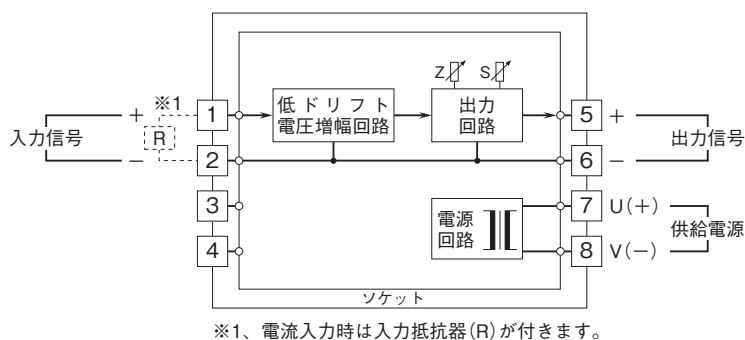 Z
S
※1
+
1
低ドリフト
電圧増幅回路
出力
回路
5
+
入力信号
R
出力信号
−
2
6
−
3
7
U(+)
電源
回路
供給電源
4
8
V(−)
ソケット
※1、電流入力時は入力抵抗器(R)が付きます。